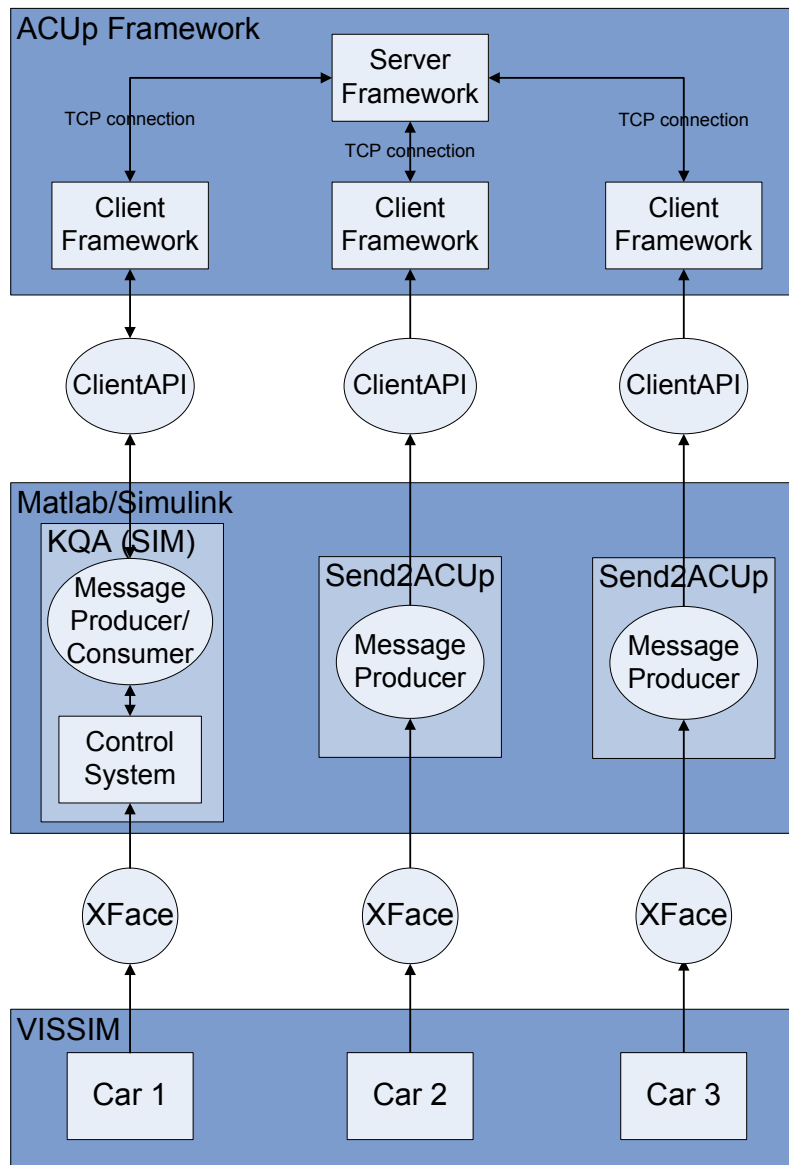 ACUp Framework
Server
Framework
TCP connection
TCP connection
TCP connection
Client
Framework
Client
Framework
Client
Framework
ClientAPI
ClientAPI
ClientAPI
Matlab/Simulink
KQA (SIM)
Message
Producer/
Consumer
Control
System
Send2ACUp
Message
Producer
Send2ACUp
Message
Producer
XFace
XFace
XFace
VISSIM
Car 1
Car 2
Car 3